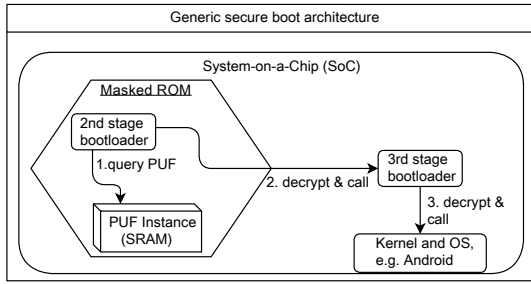 Generic secure boot architecture
System-on-a-Chip (SoC)
Masked ROM
2nd stage
bootloader
1.query PUF
PUF Instance
(SRAM)
2. decrypt & call
3rd stage
bootloader
3. decrypt &
call
Kernel and OS,
e.g. Android